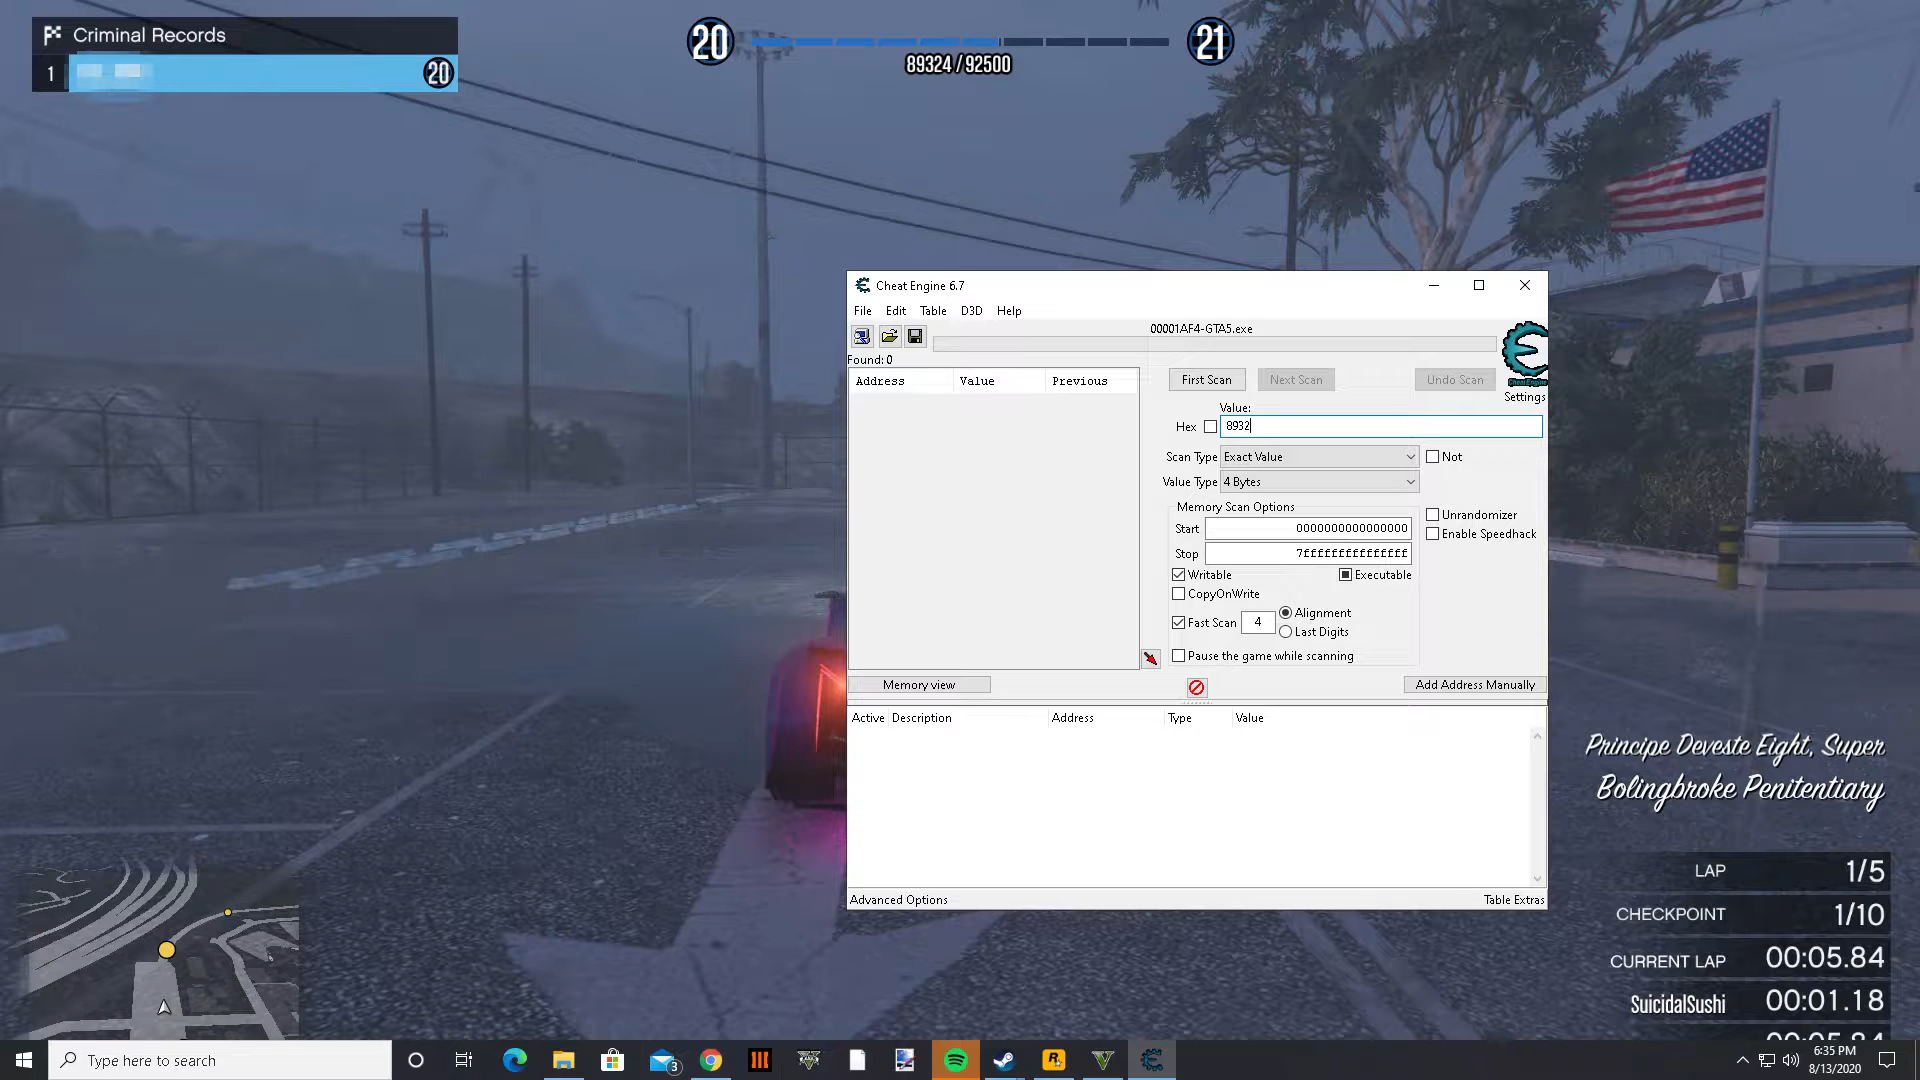 Criminal Records
1
20
20
21
89324/92500
Cheat Engine 6.7
File Edit Table D3D Help
00001AF4-GTA5.exe
Found: 0
Address Value Previous
First Scan Next Scan Undo Scan
Cheat Engine
Settings
Value:
Hex 8932
Scan Type Exact Value Not
Value Type 4 Bytes
Memory Scan Options
Start 0000000000000000
Stop 7fffffffffffffff
Unrandomizer
Enable Speedhack
Writable Executable
CopyOnWrite
Fast Scan 4 Alignment
Last Digits
Pause the game while scanning
Memory view Add Address Manually
Active Description Address Type Value
Advanced Options Table Extras
Principe Deveste Eight, Super
Bolingbroke Penitentiary
LAP 1/5
CHECKPOINT 1/10
CURRENT LAP 00:05.84
SuicidalSushi 00:01.18
Type here to search
3
6:35 PM
8/13/2020